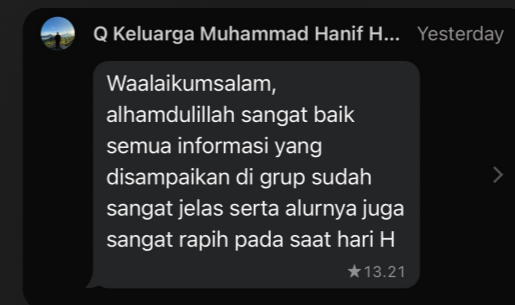 Q Keluarga Muhammad Hanif H... Yesterday
Waalaikumsalam,
alhamdulillah sangat baik
semua informasi yang
disampaikan di grup sudah
sangat jelas serta alurnya juga
sangat rapih pada saat hari H
★13.21